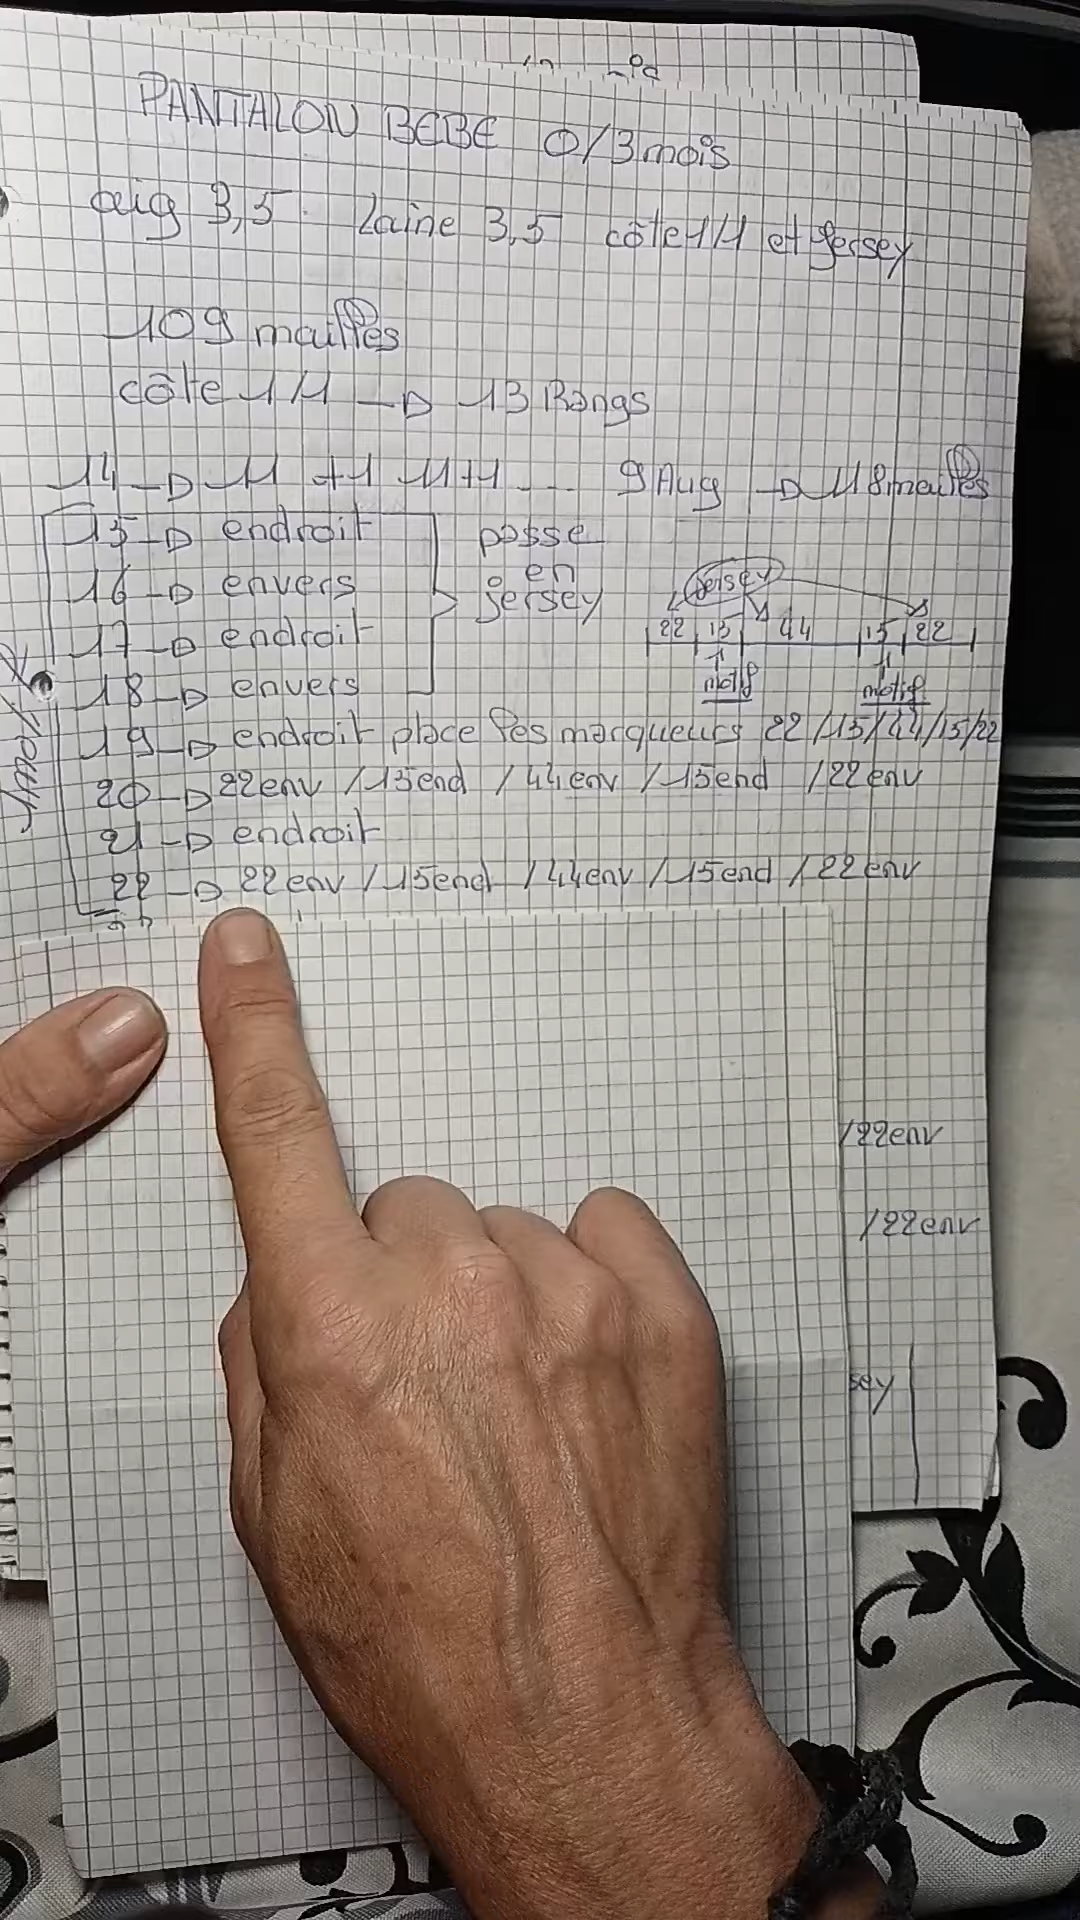 PANTALON BEBE 0/3 mois
aig 3,5 Laine 3,5 côte 1/1 et jersey
109 mailles
côte 1/1 → 13 Rangs
14 → 11 +1 11+1 ... 9 Aug → 118 mailles
15 → endroit
16 → envers
17 → endroit
18 → envers
passe
en
jersey
jersey
22 15 44 15 22
motif motif
19 → endroit place les marqueurs 22/15/44/15/22
20 → 22env /15end /44env /15end /22env
21 → endroit
22 → 22env /15end /44env /15end /22env
/22env
/22env
sey